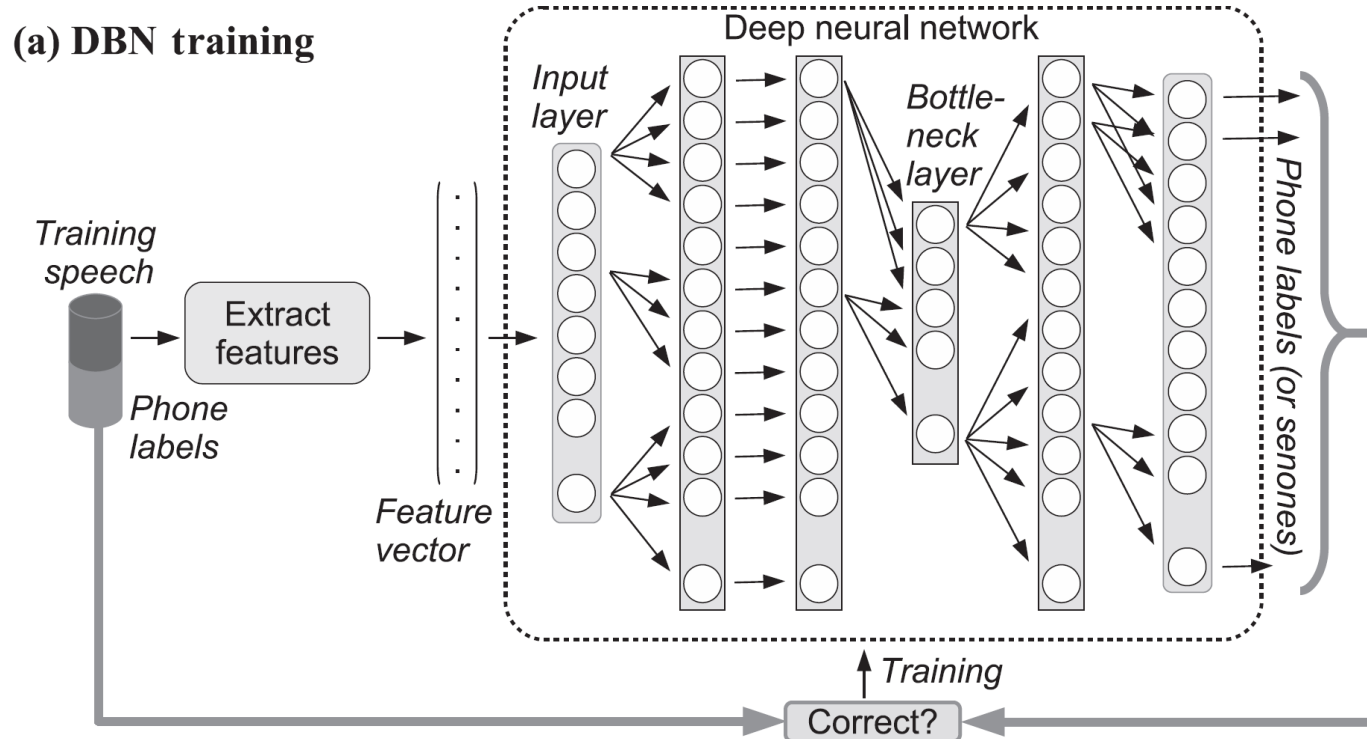 (a) DBN training
Deep neural network
Input
layer
Bottle-
neck
layer
Training
speech
Extract
features
Phone
labels
Feature
vector
Phone labels (or senones)
Training
Correct?